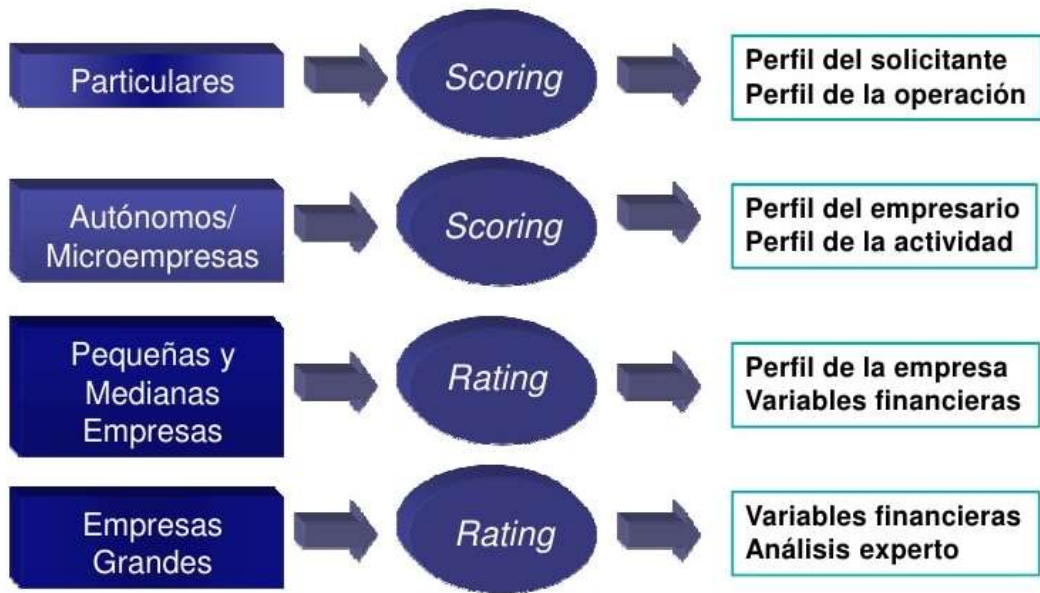 Particulares
Scoring
Perfil del solicitante
Perfil de la operación
Autónomos/
Microempresas
Scoring
Perfil del empresario
Perfil de la actividad
Pequeñas y
Medianas
Empresas
Rating
Perfil de la empresa
Variables financieras
Empresas
Grandes
Rating
Variables financieras
Análisis experto